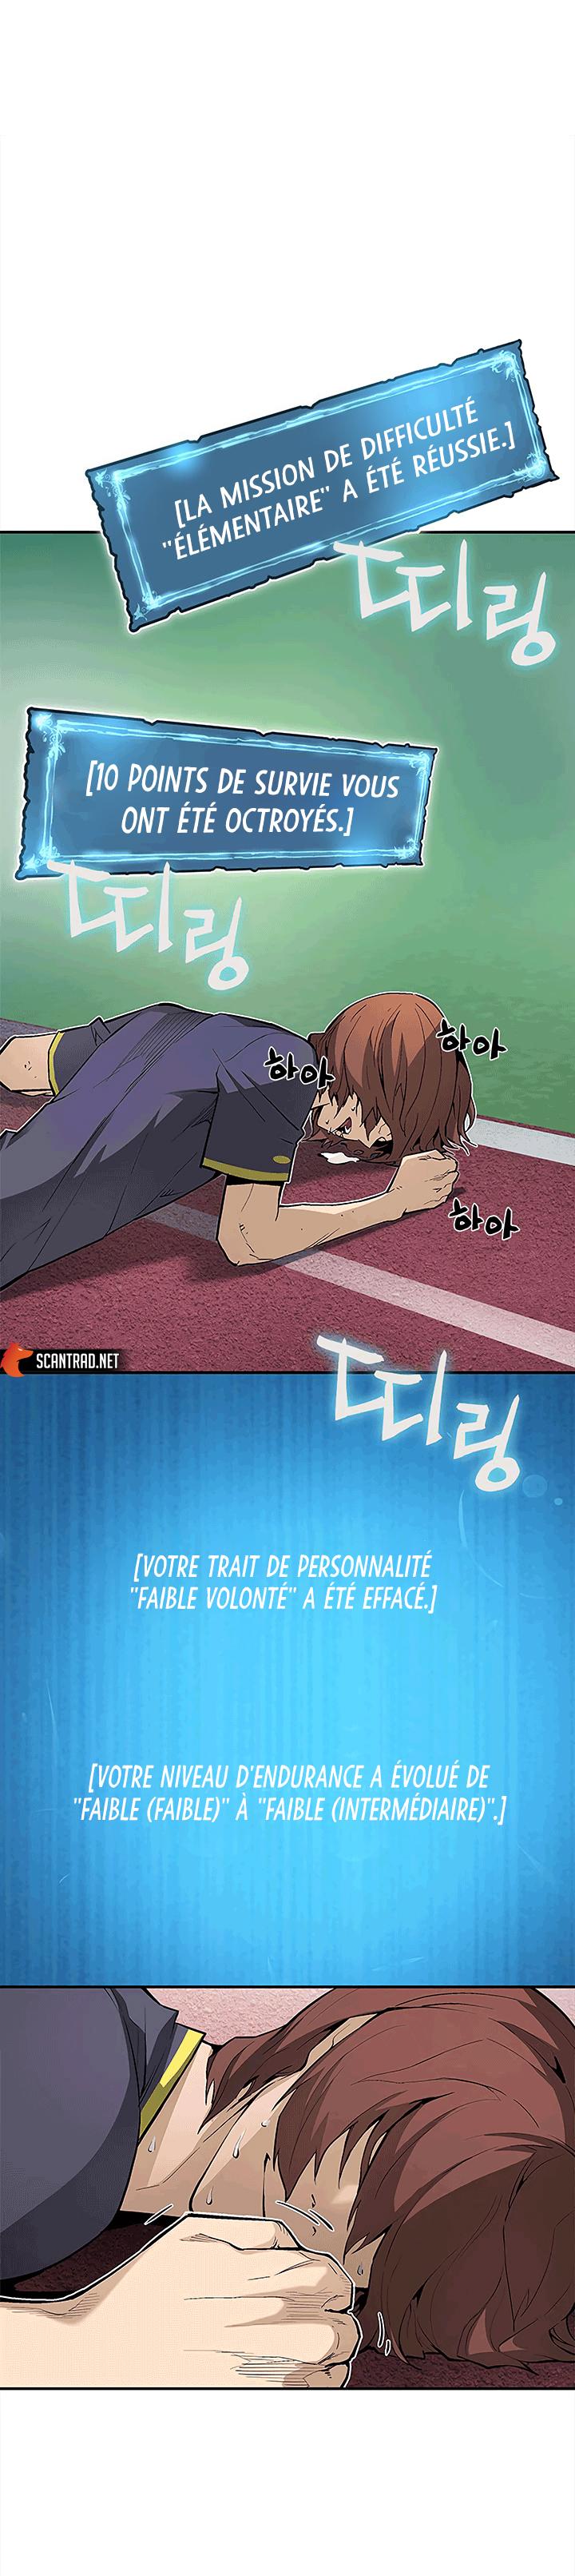 [LA MISSION DE DIFFICULTÉ
"ÉLÉMENTAIRE" A ÉTÉ RÉUSSIE.]
띠링
[10 POINTS DE SURVIE VOUS
ONT ÉTÉ OCTROYÉS.]
띠링
하아
하아
하아
SCANTRAD.NET
띠링
[VOTRE TRAIT DE PERSONNALITÉ
"FAIBLE VOLONTÉ" A ÉTÉ EFFACÉ.]
[VOTRE NIVEAU D'ENDURANCE A ÉVOLUÉ DE
"FAIBLE (FAIBLE)" À "FAIBLE (INTERMÉDIAIRE)".]